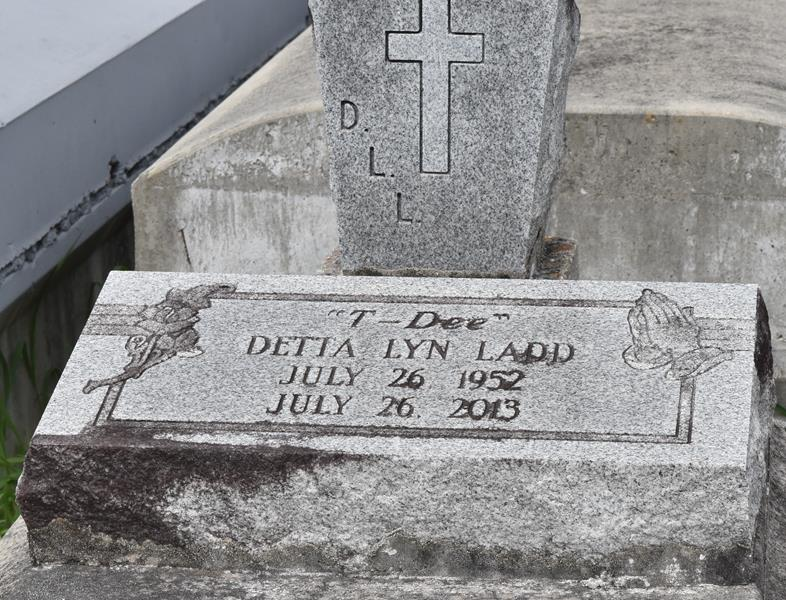 D.
L.
L.
"T-Dee"
DETTA LYN LADD
JULY 26 1952
JULY 26 2013